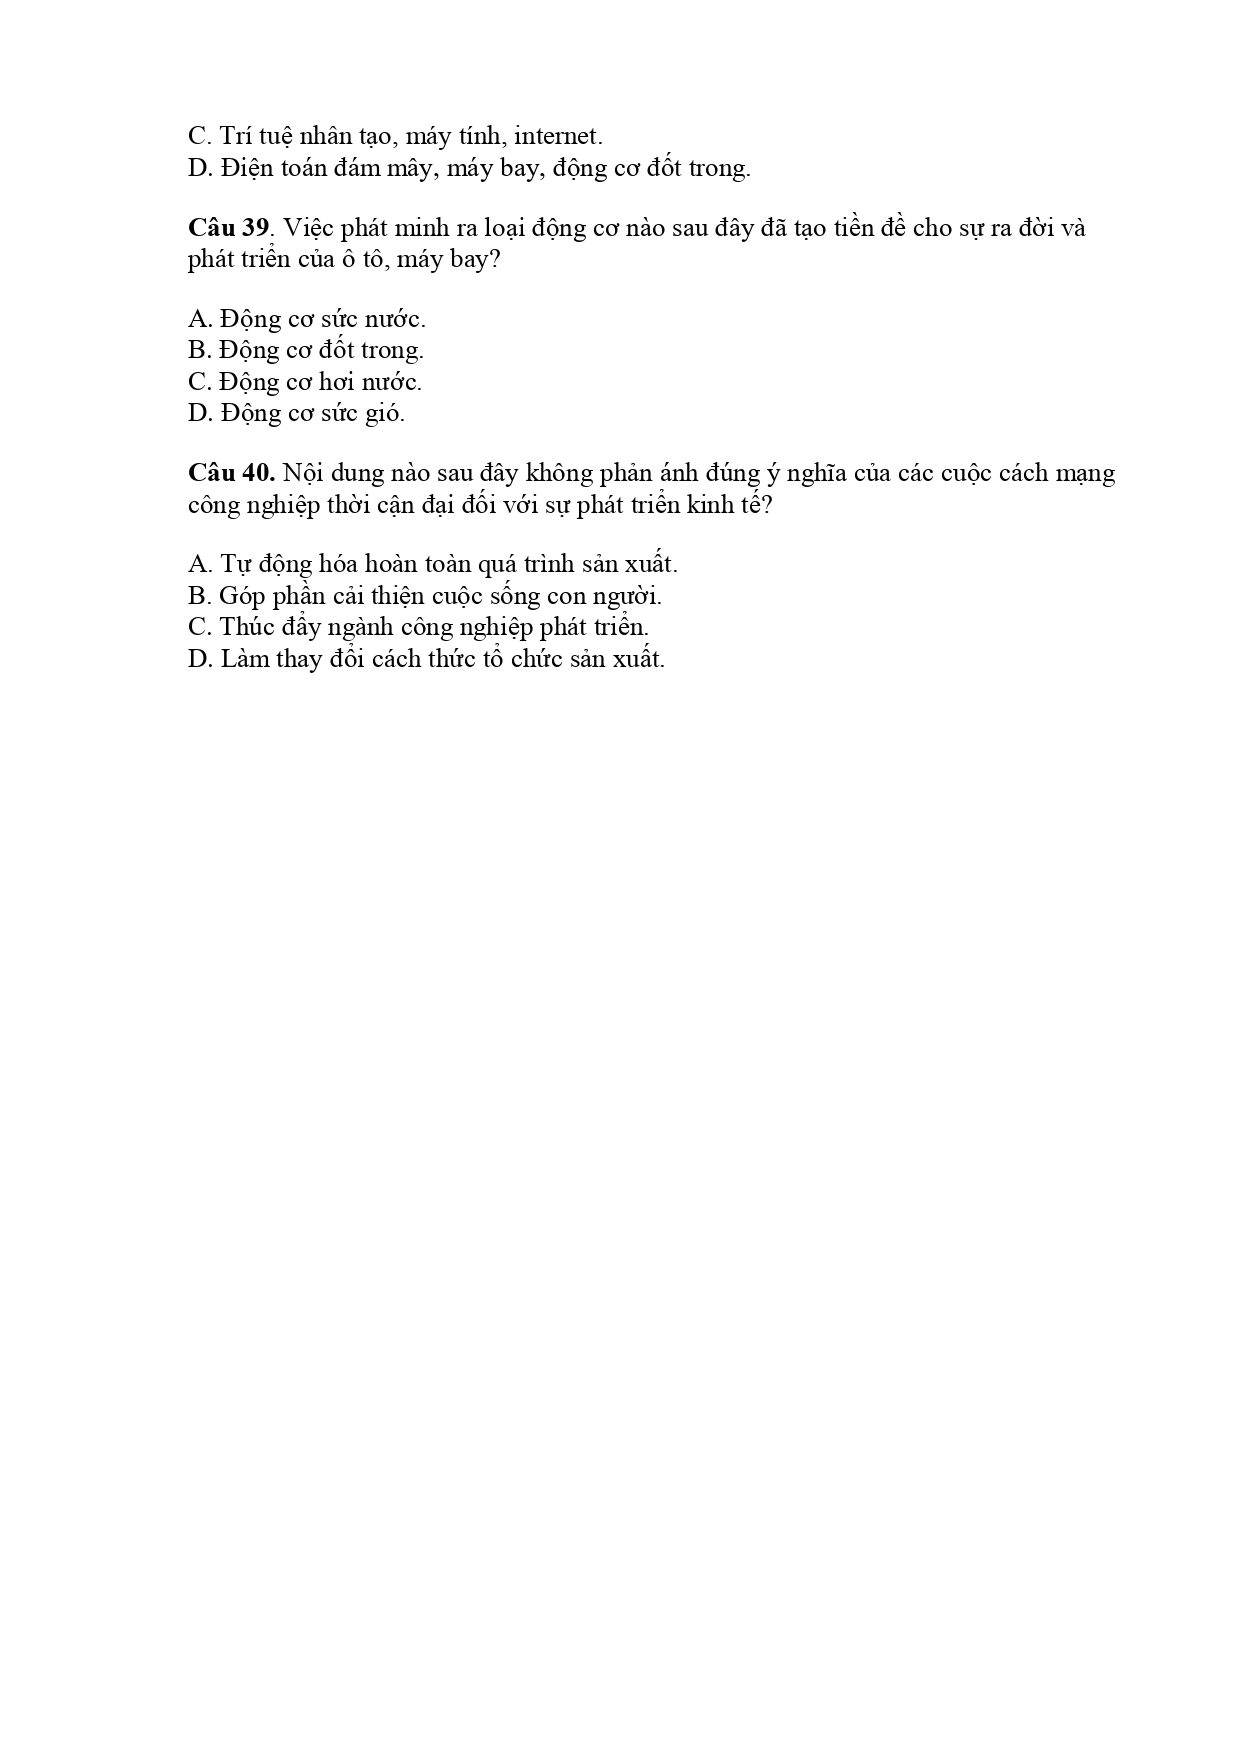 C. Trí tuệ nhân tạo, máy tính, internet.
D. Điện toán đám mây, máy bay, động cơ đốt trong.
Câu 39. Việc phát minh ra loại động cơ nào sau đây đã tạo tiền đề cho sự ra đời và
phát triển của ô tô, máy bay?
A. Động cơ sức nước.
B. Động cơ đốt trong.
C. Động cơ hơi nước.
D. Động cơ sức gió.
Câu 40. Nội dung nào sau đây không phản ánh đúng ý nghĩa của các cuộc cách mạng
công nghiệp thời cận đại đối với sự phát triển kinh tế?
A. Tự động hóa hoàn toàn quá trình sản xuất.
B. Góp phần cải thiện cuộc sống con người.
C. Thúc đẩy ngành công nghiệp phát triển.
D. Làm thay đổi cách thức tổ chức sản xuất.